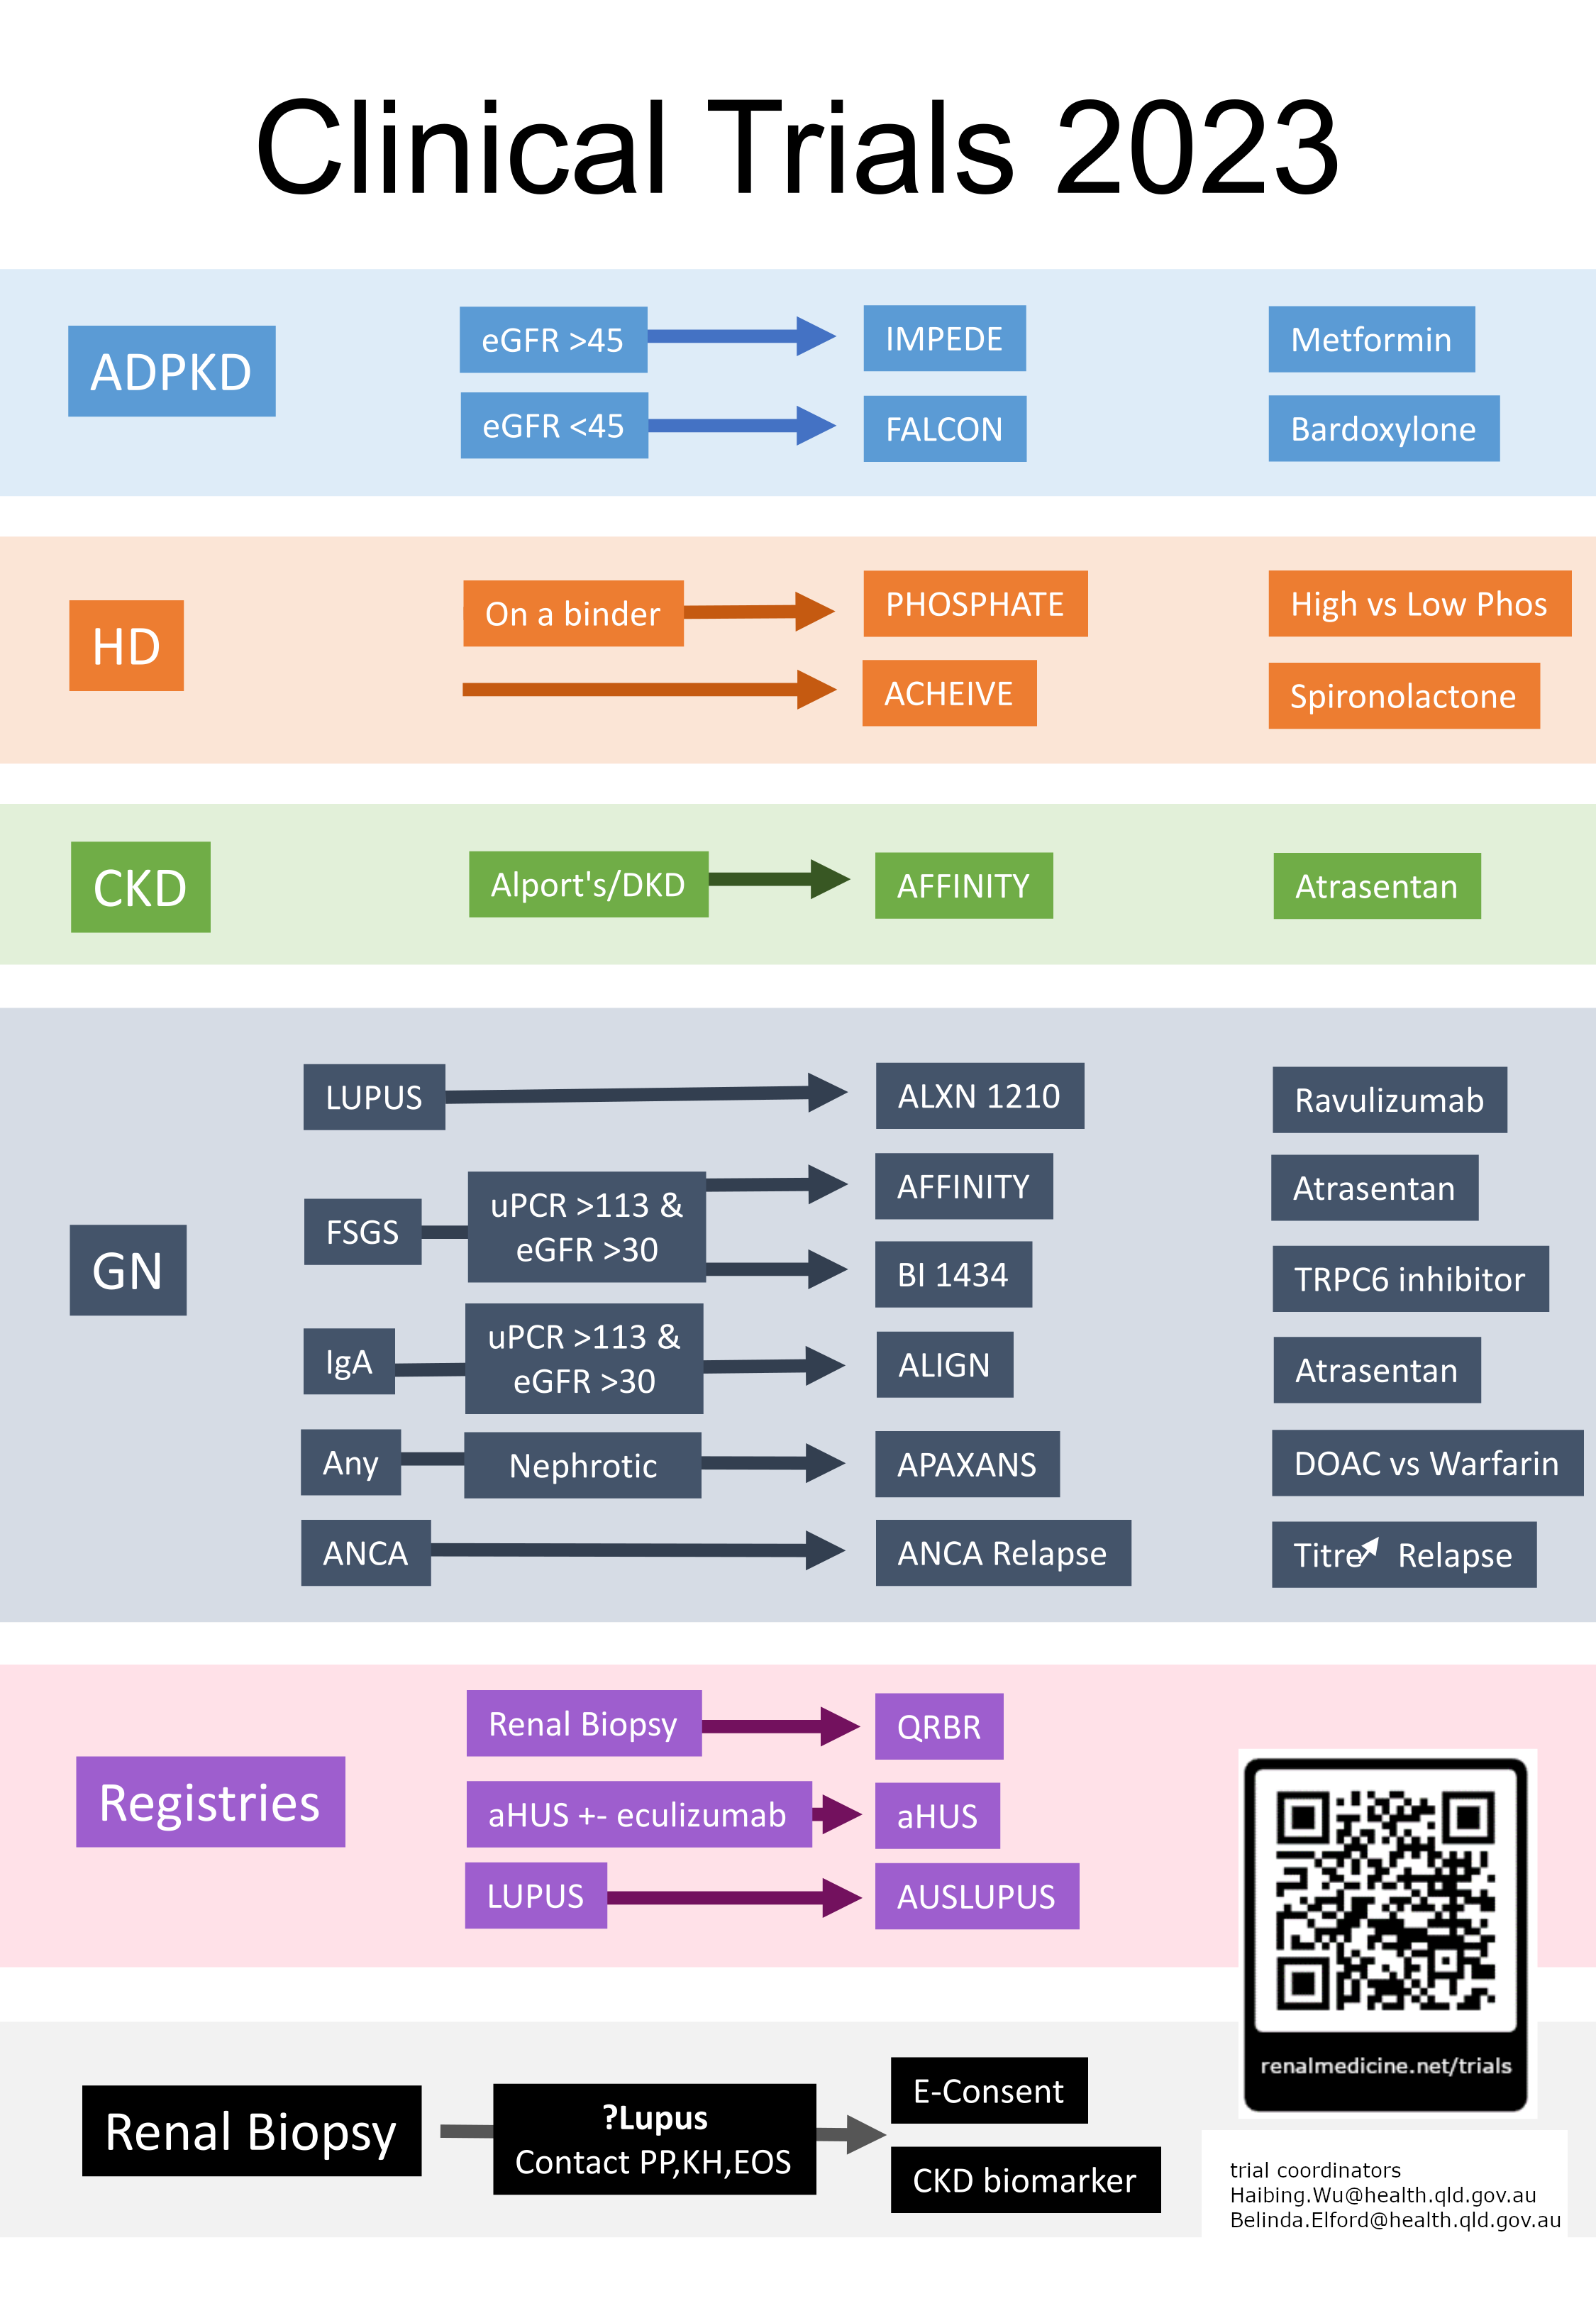 Clinical Trials 2023
ADPKD
eGFR >45
IMPEDE
Metformin
eGFR <45
FALCON
Bardoxylone
HD
On a binder
PHOSPHATE
High vs Low Phos
ACHEIVE
Spironolactone
CKD
Alport's/DKD
AFFINITY
Atrasentan
GN
LUPUS
ALXN 1210
Ravulizumab
FSGS
uPCR >113 &
eGFR >30
AFFINITY
Atrasentan
BI 1434
TRPC6 inhibitor
IgA
uPCR >113 &
eGFR >30
ALIGN
Atrasentan
Any
Nephrotic
APAXANS
DOAC vs Warfarin
ANCA
ANCA Relapse
Titre Relapse
Registries
Renal Biopsy
QRBR
aHUS +- eculizumab
aHUS
LUPUS
AUSLUPUS
renalmedicine.net/trials
Renal Biopsy
?Lupus
Contact PP,KH,EOS
E-Consent
CKD biomarker
trial coordinators
Haibing.Wu@health.qld.gov.au
Belinda.Elford@health.qld.gov.au